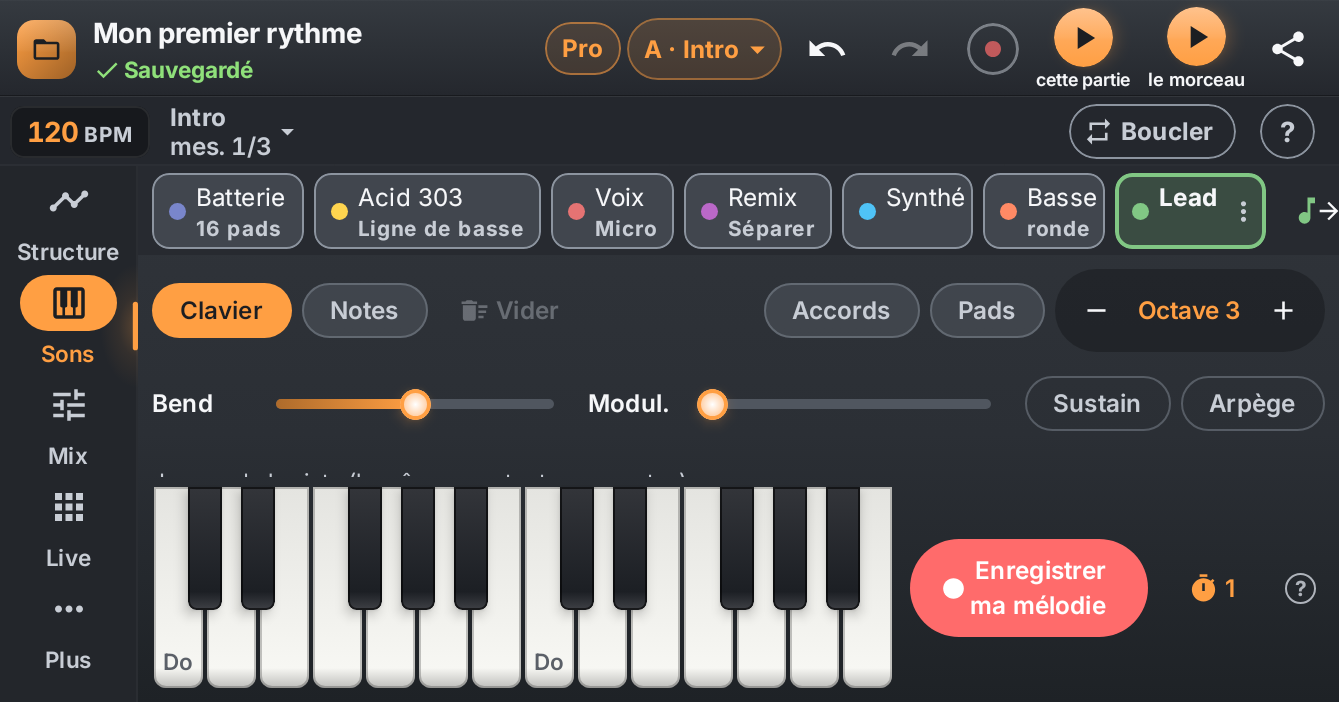 Mon premier rythme
Sauvegardé
Pro
A · Intro
cette partie
le morceau
120 BPM
Intro
mes. 1/3
Boucler
?
Batterie
16 pads
Acid 303
Ligne de basse
Voix
Micro
Remix
Séparer
Synthé
Basse
ronde
Lead
Structure
Sons
Mix
Live
Plus
Clavier
Notes
Vider
Accords
Pads
− Octave 3 +
Bend
Modul.
Sustain
Arpège
Do
Do
Enregistrer
ma mélodie
1
?